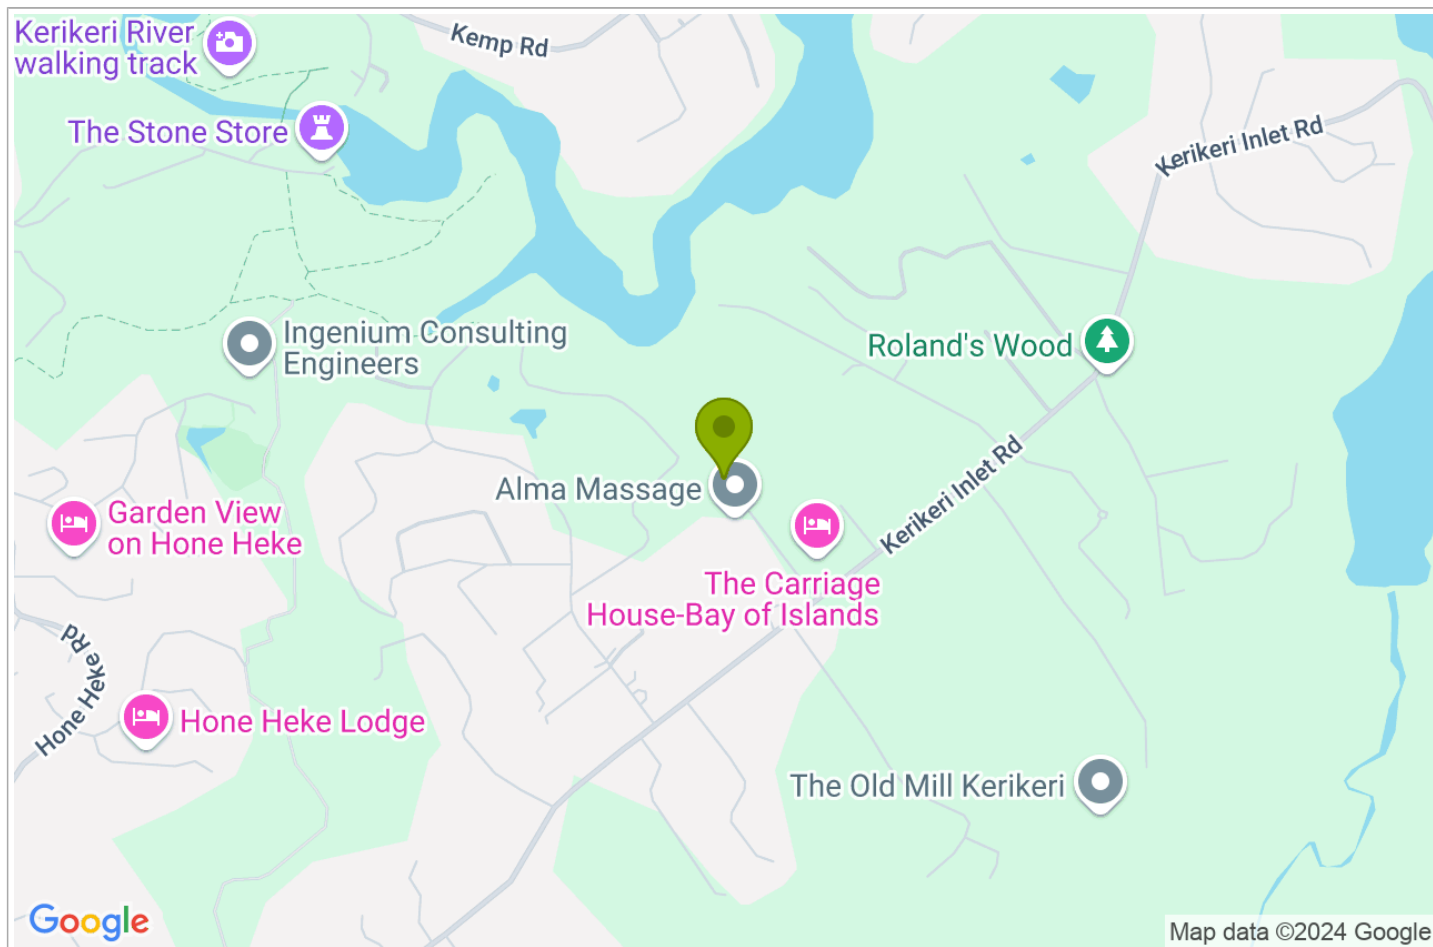 Kerikeri River
walking track
Kemp Rd
The Stone Store
Kerikeri Inlet Rd
Ingenium Consulting
Engineers
Roland's Wood
Alma Massage
Kerikeri Inlet Rd
Garden View
on Hone Heke
The Carriage
House-Bay of Islands
Hone Heke Rd
Hone Heke Lodge
The Old Mill Kerikeri
Google
Map data ©2024 Google